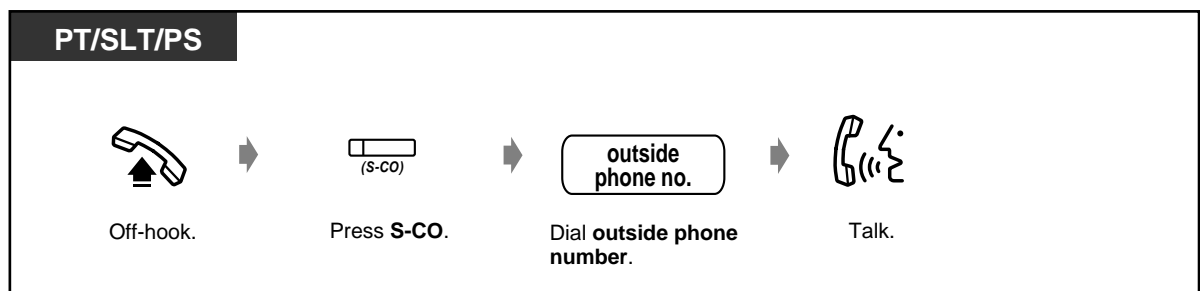 PT/SLT/PS
(S-CO)
outside
phone no.
Off-hook.
Press S-CO.
Dial outside phone
number.
Talk.